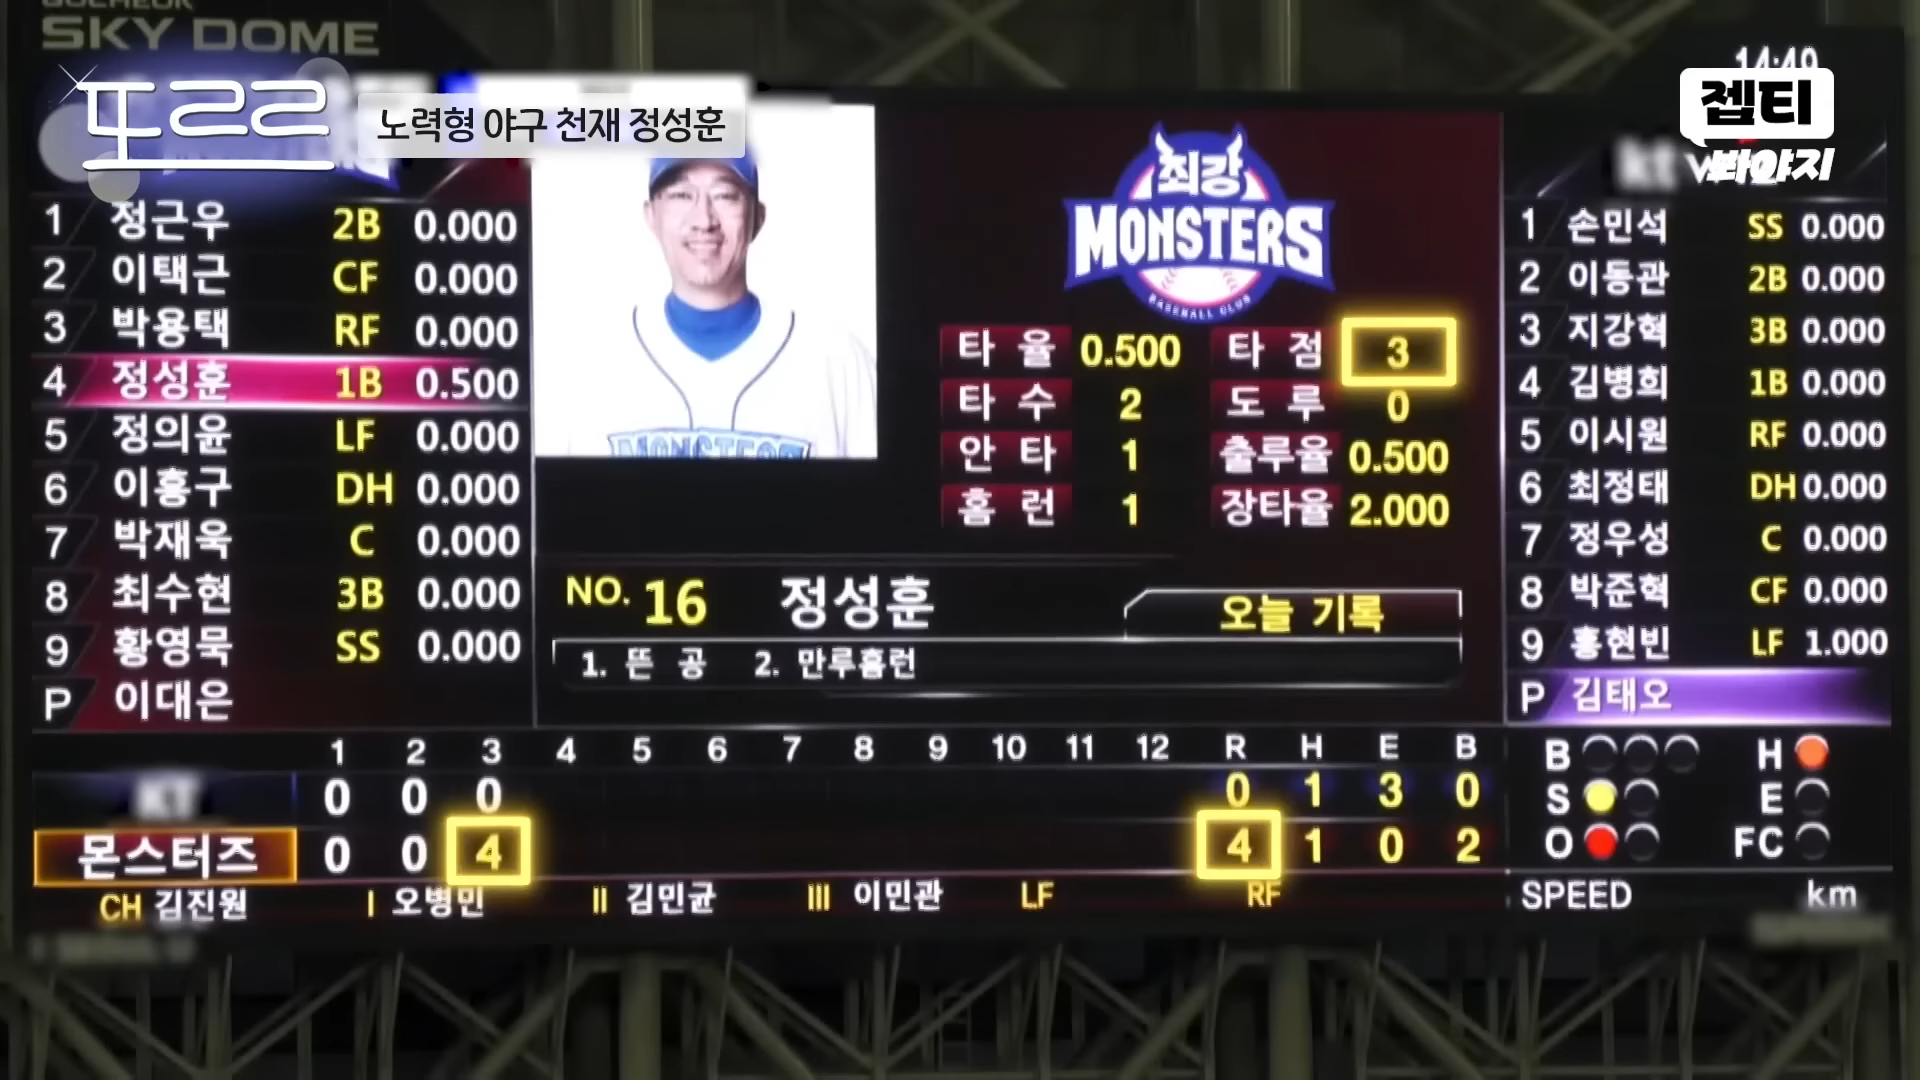 SKY DOME
또르르
노력형 야구 천재 정성훈
14:49
젭티
봐야지
kt
1 정근우 2B 0.000
2 이택근 CF 0.000
3 박용택 RF 0.000
4 정성훈 1B 0.500
5 정의윤 LF 0.000
6 이홍구 DH 0.000
7 박재욱 C 0.000
8 최수현 3B 0.000
9 황영묵 SS 0.000
P 이대은
최강
MONSTERS
BASEBALL CLUB
MONSTERS
타율 0.500 타점 3
타수 2 도루 0
안타 1 출루율 0.500
홈런 1 장타율 2.000
NO. 16 정성훈 오늘 기록
1. 뜬 공 2. 만루홈런
1 손민석 SS 0.000
2 이동관 2B 0.000
3 지강혁 3B 0.000
4 김병희 1B 0.000
5 이시원 RF 0.000
6 최정태 DH 0.000
7 정우성 C 0.000
8 박준혁 CF 0.000
9 홍현빈 LF 1.000
P 김태오
1 2 3 4 5 6 7 8 9 10 11 12 R H E B
KT 0 0 0 0 1 3 0
몬스터즈 0 0 4 4 1 0 2
CH 김진원 I 오병민 II 김민균 III 이민관 LF RF
B H
S E
O FC
SPEED km